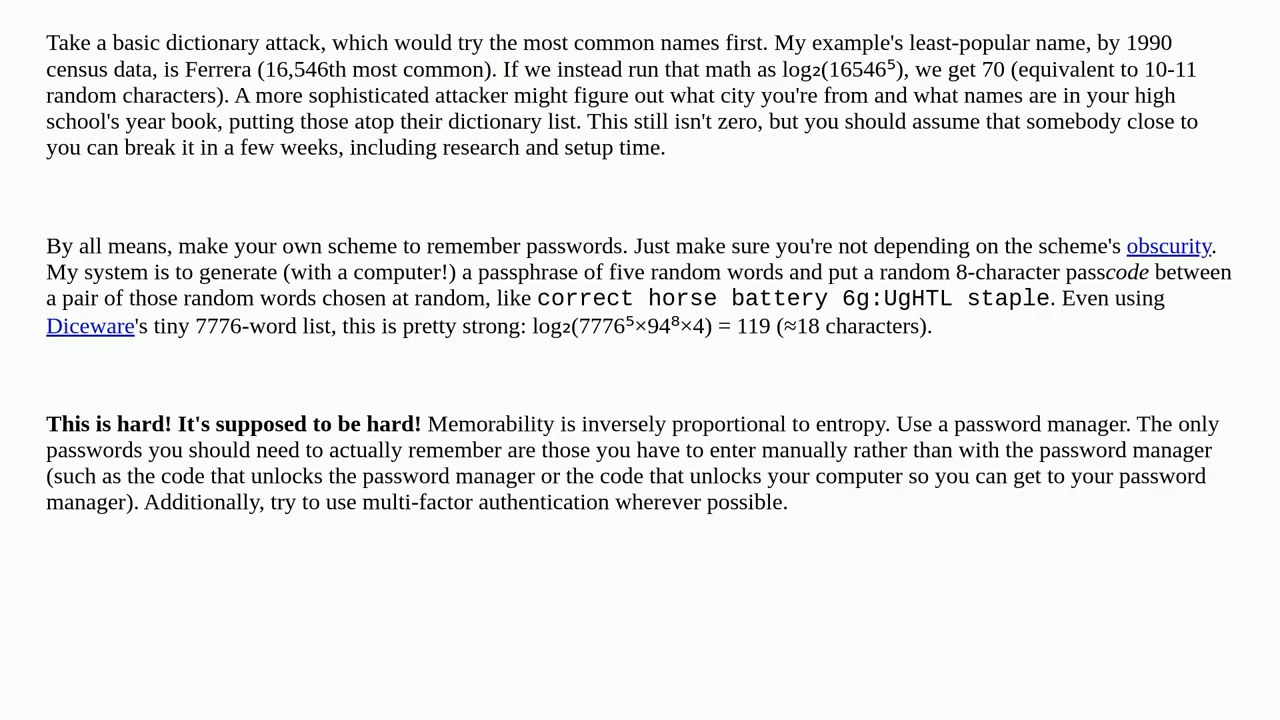 Take a basic dictionary attack, which would try the most common names first. My example's least-popular name, by 1990
census data, is Ferrera (16,546th most common). If we instead run that math as log₂(16546⁵), we get 70 (equivalent to 10-11
random characters). A more sophisticated attacker might figure out what city you're from and what names are in your high
school's year book, putting those atop their dictionary list. This still isn't zero, but you should assume that somebody close to
you can break it in a few weeks, including research and setup time.
By all means, make your own scheme to remember passwords. Just make sure you're not depending on the scheme's obscurity.
My system is to generate (with a computer!) a passphrase of five random words and put a random 8-character passcode between
a pair of those random words chosen at random, like correct horse battery 6g:UgHTL staple. Even using
Diceware's tiny 7776-word list, this is pretty strong: log₂(7776⁵×94⁸×4) = 119 (≈18 characters).
This is hard! It's supposed to be hard! Memorability is inversely proportional to entropy. Use a password manager. The only
passwords you should need to actually remember are those you have to enter manually rather than with the password manager
(such as the code that unlocks the password manager or the code that unlocks your computer so you can get to your password
manager). Additionally, try to use multi-factor authentication wherever possible.